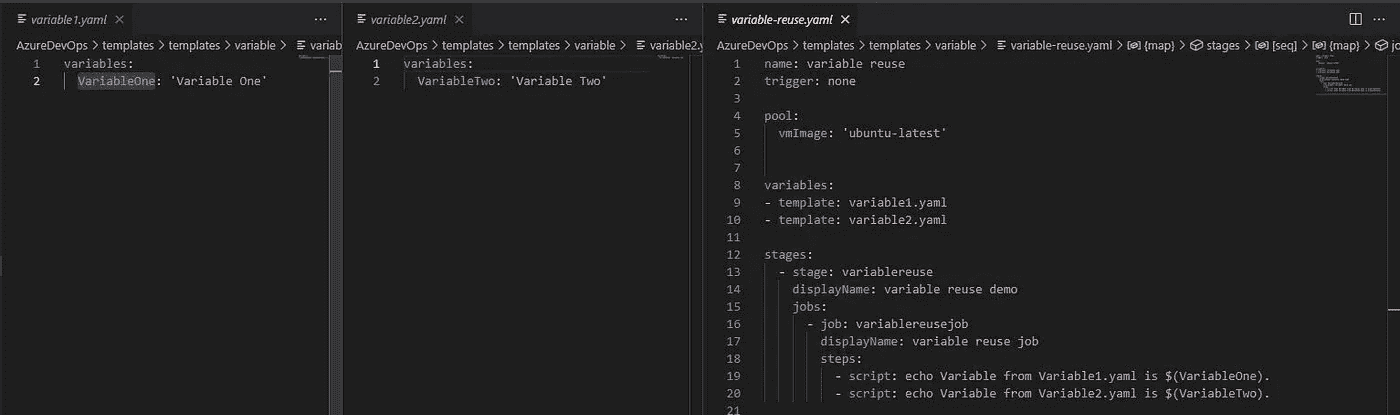 variable1.yaml
AzureDevOps > templates > templates > variable > variab
1 variables:
2 VariableOne: 'Variable One'
variable2.yaml
AzureDevOps > templates > templates > variable > variable2.y
1 variables:
2 VariableTwo: 'Variable Two'
variable-reuse.yaml
AzureDevOps > templates > templates > variable > variable-reuse.yaml > {map} > stages > [seq] > {map} > jo
1 name: variable reuse
2 trigger: none
3
4 pool:
5 vmImage: 'ubuntu-latest'
6
7
8 variables:
9 - template: variable1.yaml
10 - template: variable2.yaml
11
12 stages:
13 - stage: variablereuse
14 displayName: variable reuse demo
15 jobs:
16 - job: variablereusejob
17 displayName: variable reuse job
18 steps:
19 - script: echo Variable from Variable1.yaml is $(VariableOne).
20 - script: echo Variable from Variable2.yaml is $(VariableTwo).
21